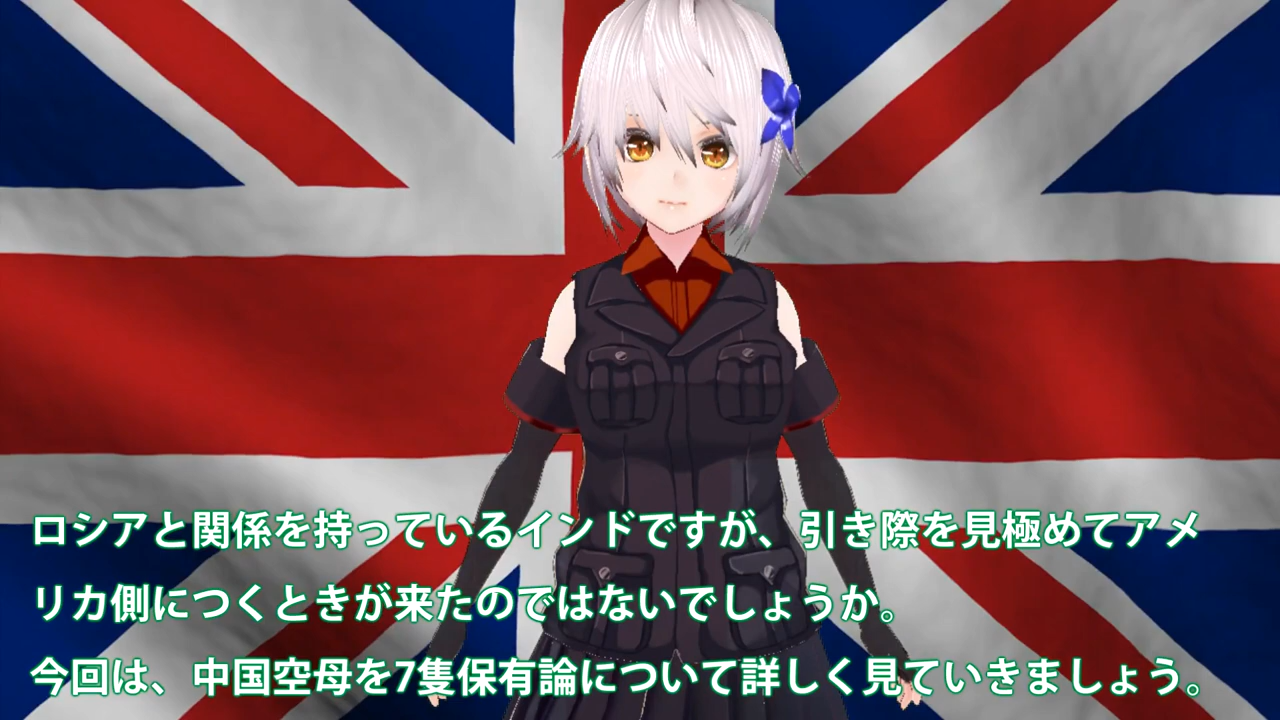 ロシアと関係を持っているインドですが、引き際を見極めてアメ
リカ側につくときが来たのではないでしょうか。
今回は、中国空母を7隻保有論について詳しく見ていきましょう。